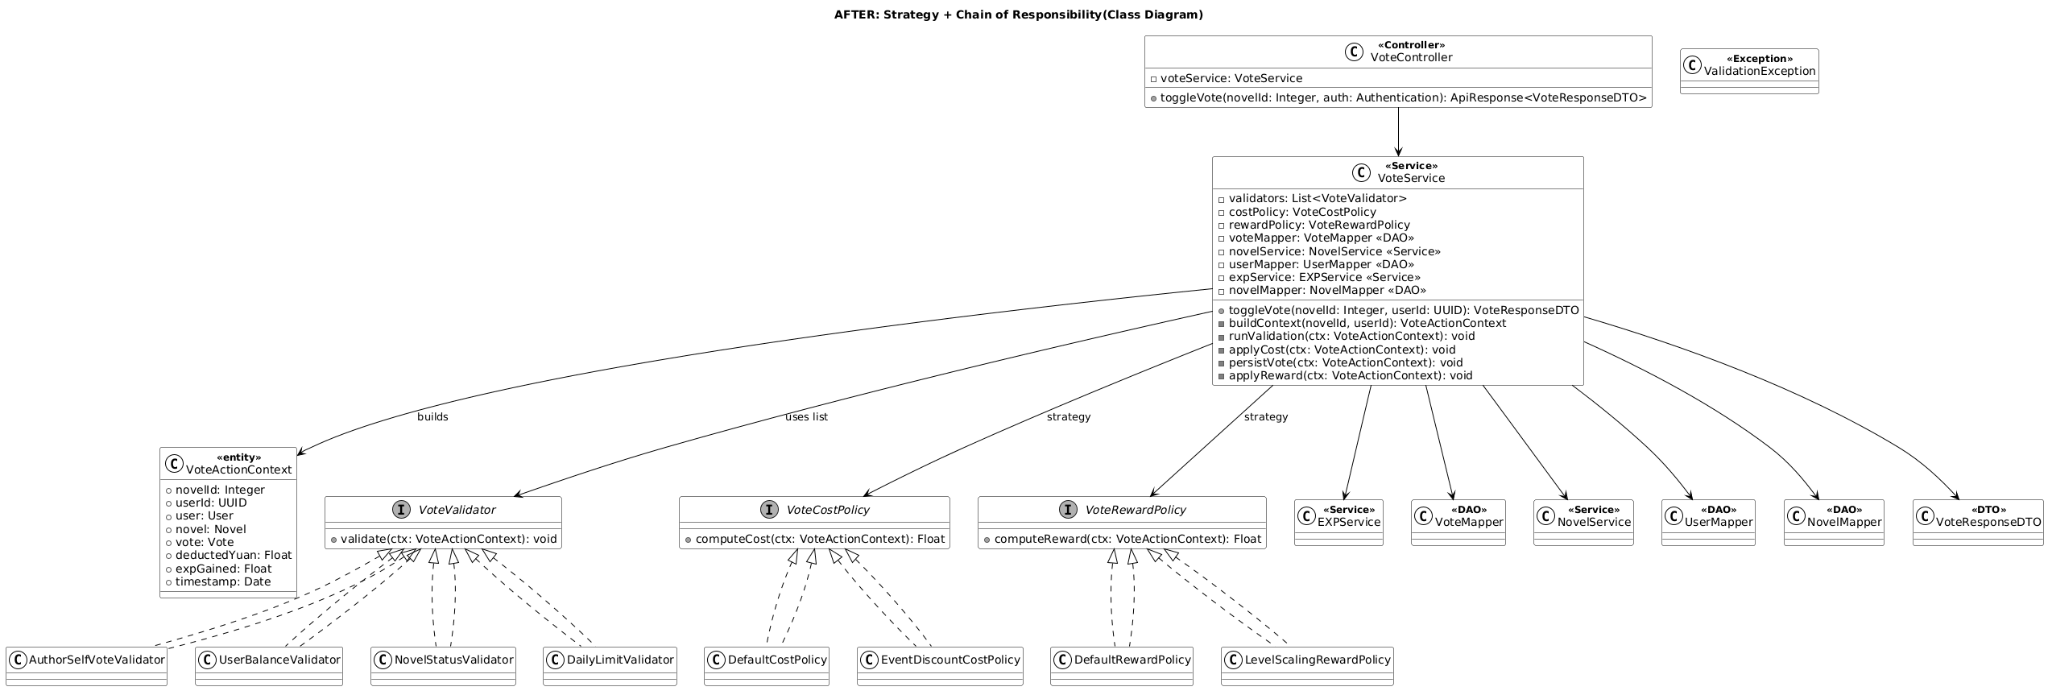 AFTER: Strategy + Chain of Responsibility(Class Diagram)
C
«Controller»
VoteController
voteService: VoteService
toggleVote(novelId: Integer, auth: Authentication): ApiResponse<VoteResponseDTO>
C
«Exception»
ValidationException
C
«Service»
VoteService
validators: List<VoteValidator>
costPolicy: VoteCostPolicy
rewardPolicy: VoteRewardPolicy
voteMapper: VoteMapper «DAO»
novelService: NovelService «Service»
userMapper: UserMapper «DAO»
expService: EXPService «Service»
novelMapper: NovelMapper «DAO»
toggleVote(novelId: Integer, userId: UUID): VoteResponseDTO
buildContext(novelId, userId): VoteActionContext
runValidation(ctx: VoteActionContext): void
applyCost(ctx: VoteActionContext): void
persistVote(ctx: VoteActionContext): void
applyReward(ctx: VoteActionContext): void
builds
uses list
strategy
strategy
C
«entity»
VoteActionContext
novelId: Integer
userId: UUID
user: User
novel: Novel
vote: Vote
deductedYuan: Float
expGained: Float
timestamp: Date
I VoteValidator
validate(ctx: VoteActionContext): void
I VoteCostPolicy
computeCost(ctx: VoteActionContext): Float
I VoteRewardPolicy
computeReward(ctx: VoteActionContext): Float
C
«Service»
EXPService
C
«DAO»
VoteMapper
C
«Service»
NovelService
C
«DAO»
UserMapper
C
«DAO»
NovelMapper
C
«DTO»
VoteResponseDTO
C AuthorSelfVoteValidator
C UserBalanceValidator
C NovelStatusValidator
C DailyLimitValidator
C DefaultCostPolicy
C EventDiscountCostPolicy
C DefaultRewardPolicy
C LevelScalingRewardPolicy